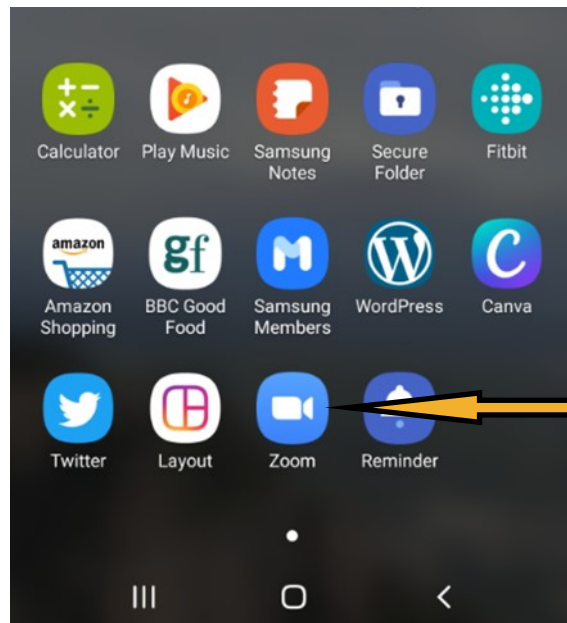 Calculator Play Music Samsung Notes Secure Folder Fitbit
amazon
gf
Amazon Shopping BBC Good Food Samsung Members WordPress Canva
Twitter Layout Zoom Reminder